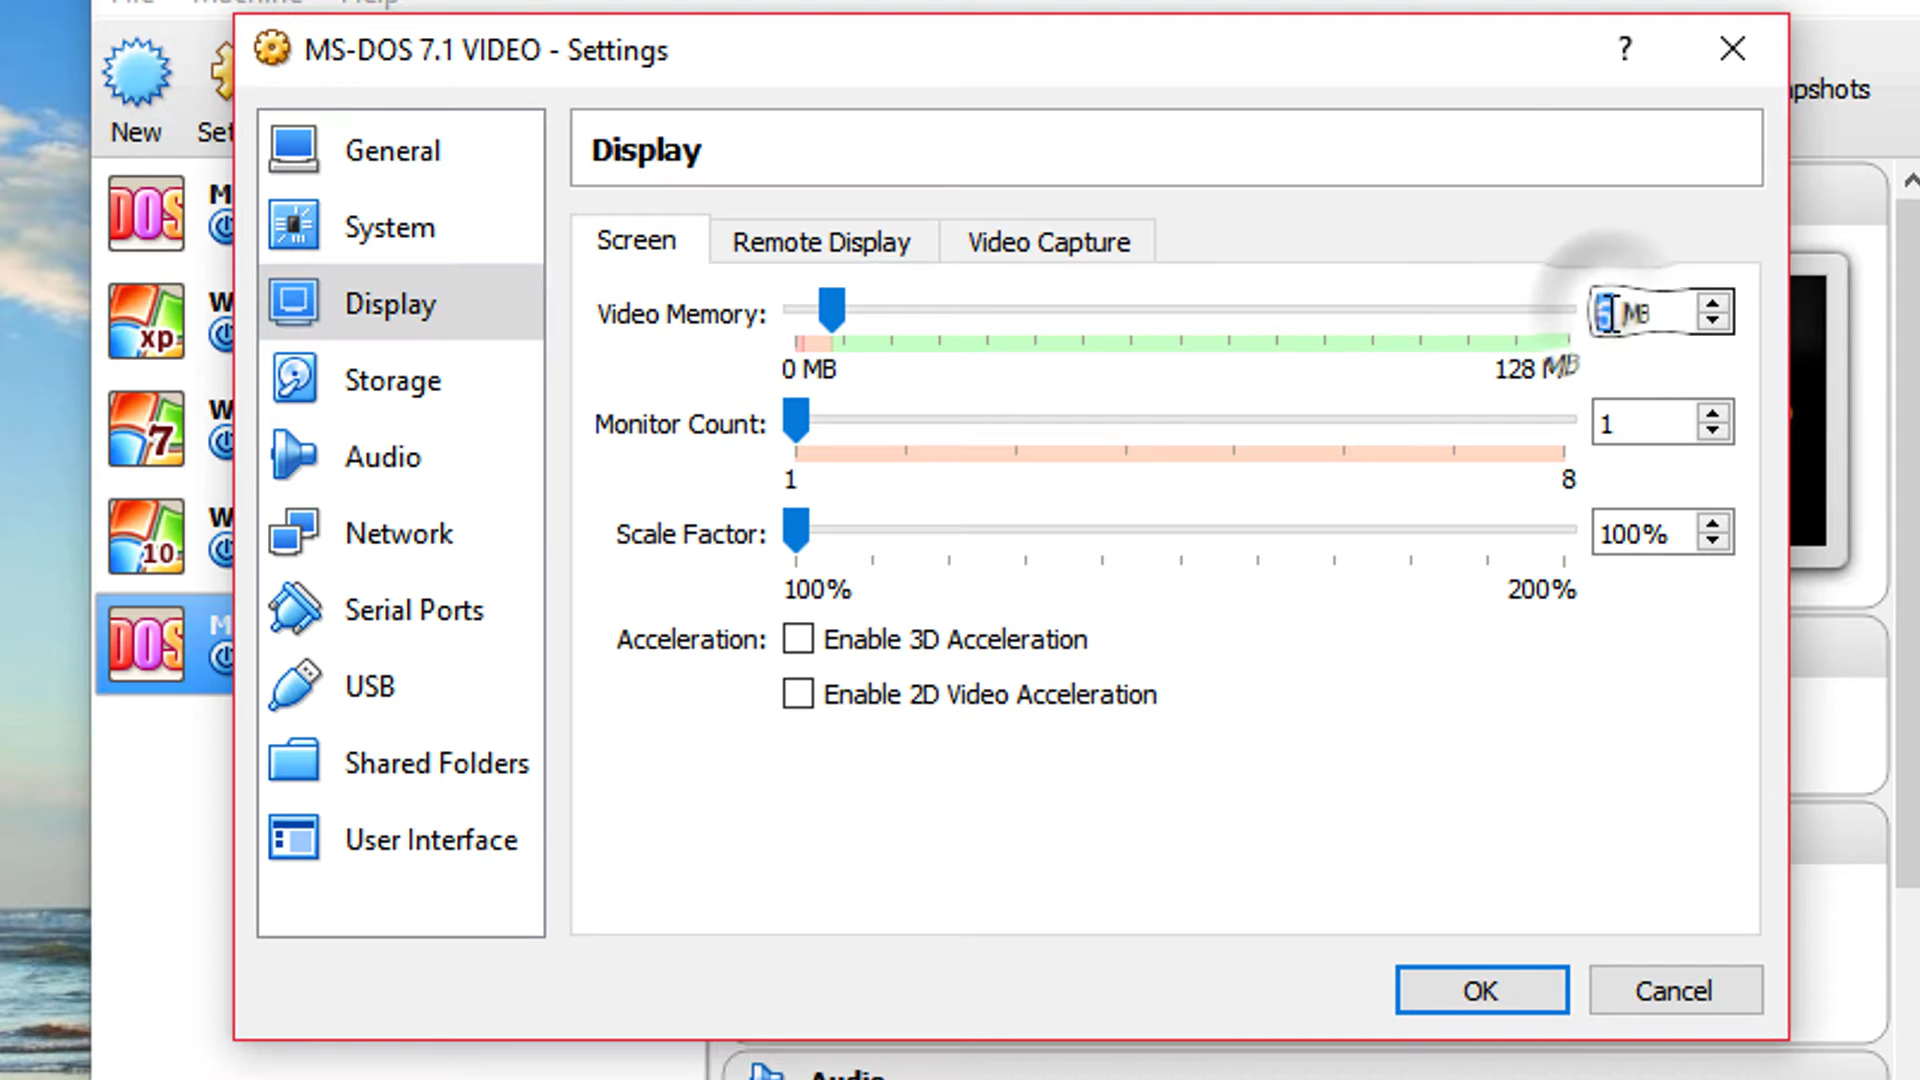 MS-DOS 7.1 VIDEO - Settings
?
New
General
System
Display
Storage
Audio
Network
Serial Ports
USB
Shared Folders
User Interface
Display
Screen
Remote Display
Video Capture
Video Memory:
MB
0 MB
128 MB
Monitor Count:
1
1
8
Scale Factor:
100%
100%
200%
Acceleration:
Enable 3D Acceleration
Enable 2D Video Acceleration
OK
Cancel
DOS
xp
7
10
DOS
Audio